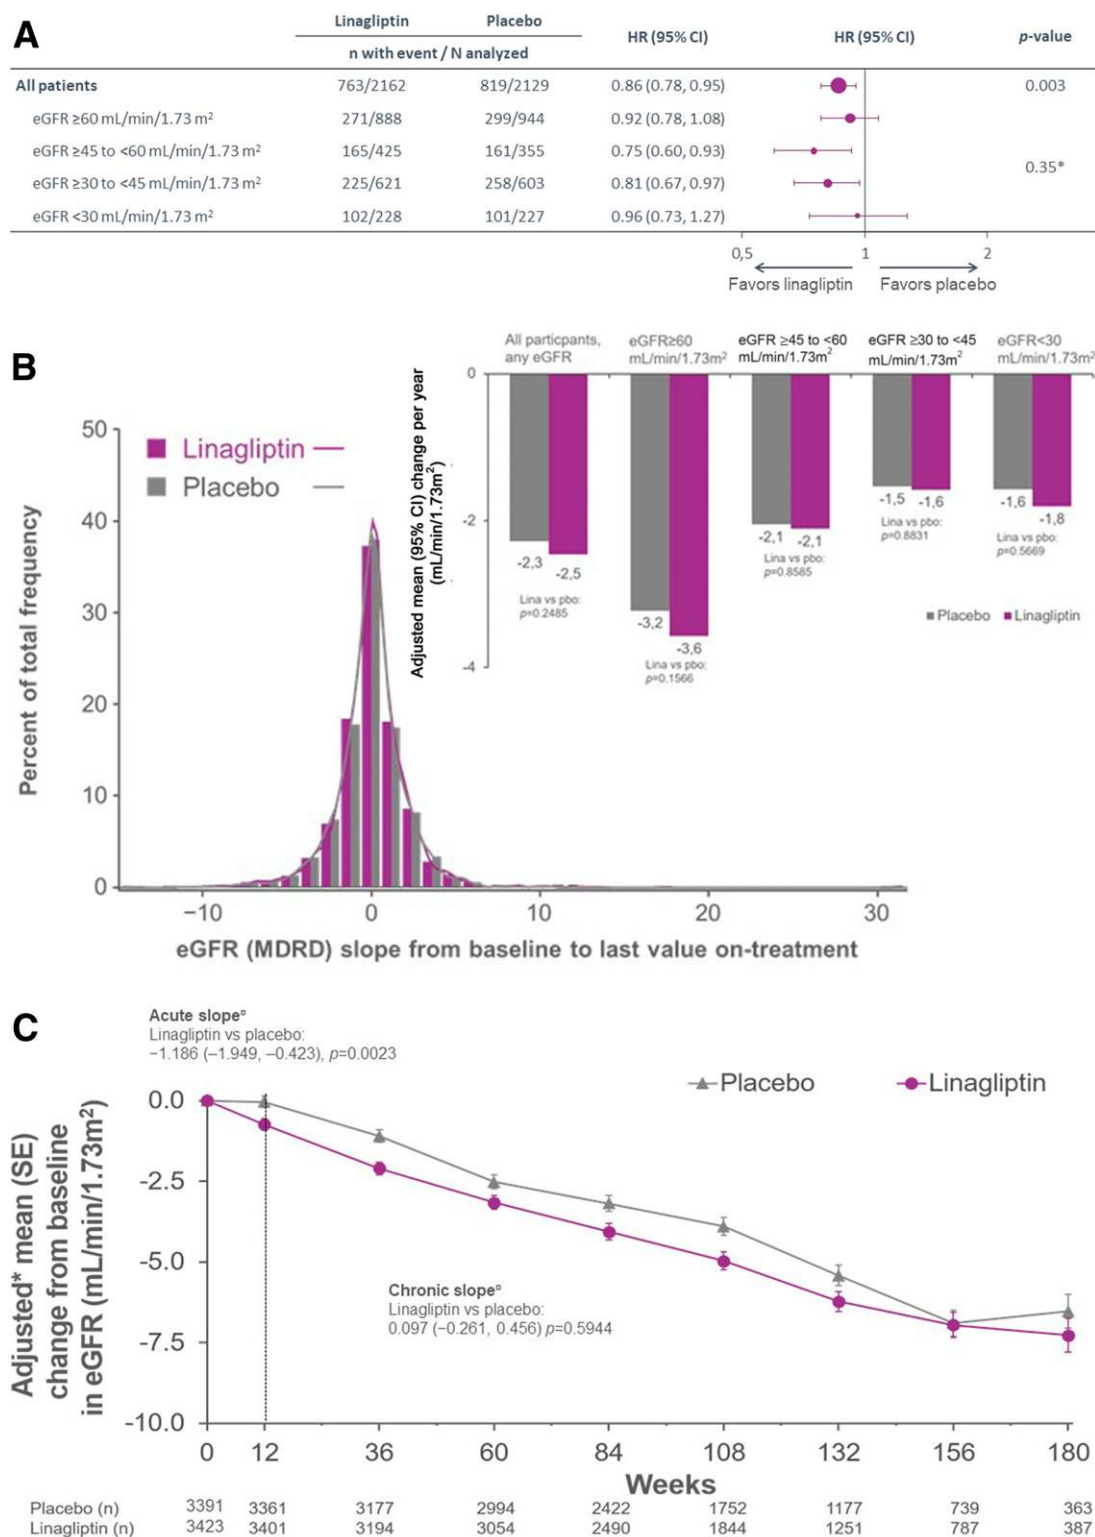 A
Linagliptin Placebo HR (95% CI) HR (95% CI) p-value
n with event / N analyzed
All patients 763/2162 819/2129 0.86 (0.78, 0.95) 0.003
eGFR ≥60 mL/min/1.73 m² 271/888 299/944 0.92 (0.78, 1.08)
eGFR ≥45 to <60 mL/min/1.73 m² 165/425 161/355 0.75 (0.60, 0.93)
0.35*
eGFR ≥30 to <45 mL/min/1.73 m² 225/621 258/603 0.81 (0.67, 0.97)
eGFR <30 mL/min/1.73 m² 102/228 101/227 0.96 (0.73, 1.27)
0,5 1 2
Favors linagliptin Favors placebo
B
Linagliptin
Placebo
Percent of total frequency
50
40
30
20
10
0
−10 0 10 20 30
eGFR (MDRD) slope from baseline to last value on-treatment
Adjusted mean (95% CI) change per year
(mL/min/1.73m²)
0
-2
-4
All particpants,
any eGFR
eGFR≥60
mL/min/1.73m²
eGFR ≥45 to <60
mL/min/1.73m²
eGFR ≥30 to <45
mL/min/1.73m²
eGFR<30
mL/min/1.73m²
-2,3 -2,5
Lina vs pbo:
p=0.2485
-3,2 -3,6
Lina vs pbo:
p=0.1566
-2,1 -2,1
Lina vs pbo:
p=0.8585
-1,5 -1,6
Lina vs pbo:
p=0.8831
-1,6 -1,8
Lina vs pbo:
p=0.5669
Placebo Linagliptin
C
Acute slope¤
Linagliptin vs placebo:
−1.186 (−1.949, −0.423), p=0.0023
Placebo Linagliptin
Adjusted* mean (SE)
change from baseline
in eGFR (mL/min/1.73m²)
0.0
-2.5
-5.0
-7.5
-10.0
Chronic slope¤
Linagliptin vs placebo:
0.097 (−0.261, 0.456) p=0.5944
0 12 36 60 84 108 132 156 180
Weeks
Placebo (n) 3391 3361 3177 2994 2422 1752 1177 739 363
Linagliptin (n) 3423 3401 3194 3054 2490 1844 1251 787 387